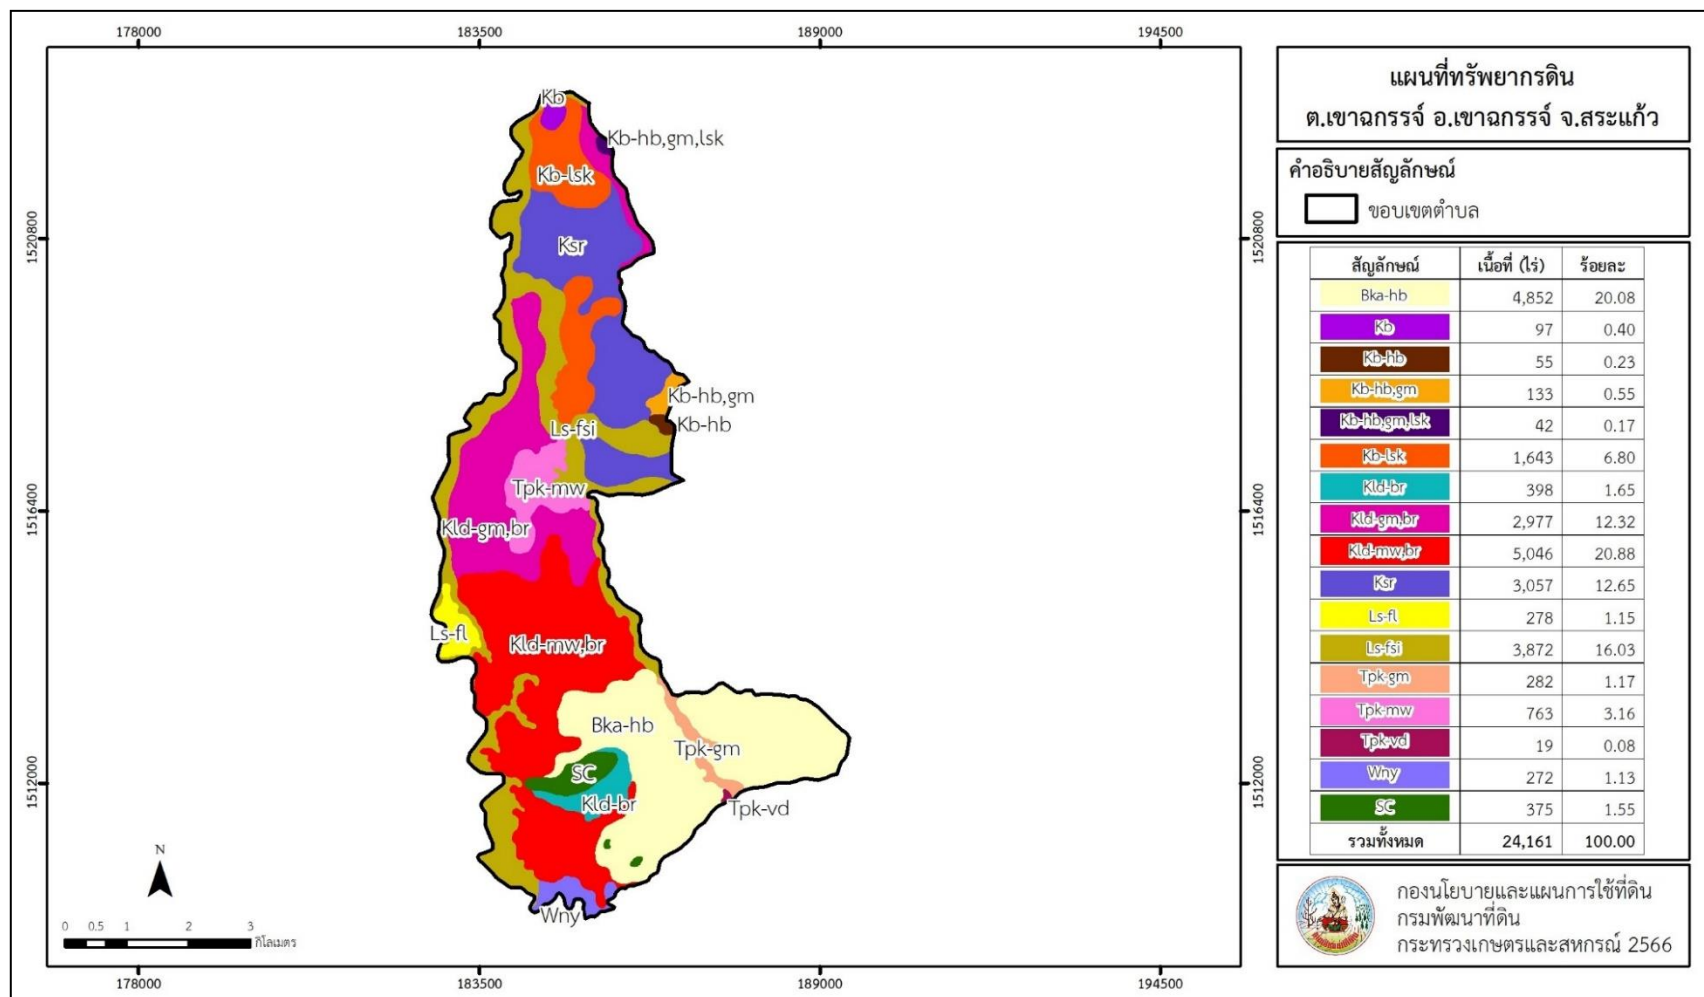 178000 183500 189000 194500
แผนที่ทรัพยากรดิน
ต.เขาฉกรรจ์ อ.เขาฉกรรจ์ จ.สระแก้ว
คำอธิบายสัญลักษณ์
ขอบเขตตำบล
สัญลักษณ์ เนื้อที่ (ไร่) ร้อยละ
Bka-hb 4,852 20.08
Kb 97 0.40
Kb-hb 55 0.23
Kb-hb,gm 133 0.55
Kb-hb,gm,lsk 42 0.17
Kb-lsk 1,643 6.80
Kld-br 398 1.65
Kld-gm,br 2,977 12.32
Kld-mw,br 5,046 20.88
Ksr 3,057 12.65
Ls-fl 278 1.15
Ls-fsi 3,872 16.03
Tpk-gm 282 1.17
Tpk-mw 763 3.16
Tpk-vd 19 0.08
Wny 272 1.13
SC 375 1.55
รวมทั้งหมด 24,161 100.00
กองนโยบายและแผนการใช้ที่ดิน
กรมพัฒนาที่ดิน
กระทรวงเกษตรและสหกรณ์ 2566
Kb
Kb-hb,gm,lsk
Kb-lsk
Ksr
Kb-hb,gm
Kb-hb
Ls-fsi
Tpk-mw
Kld-gm,br
Ls-fl
Kld-mw,br
Bka-hb
Tpk-gm
SC
Kld-br
Tpk-vd
Wny
1520800 1520800
1516400 1516400
1512000 1512000
N
0 0.5 1 2 3
กิโลเมตร
178000 183500 189000 194500